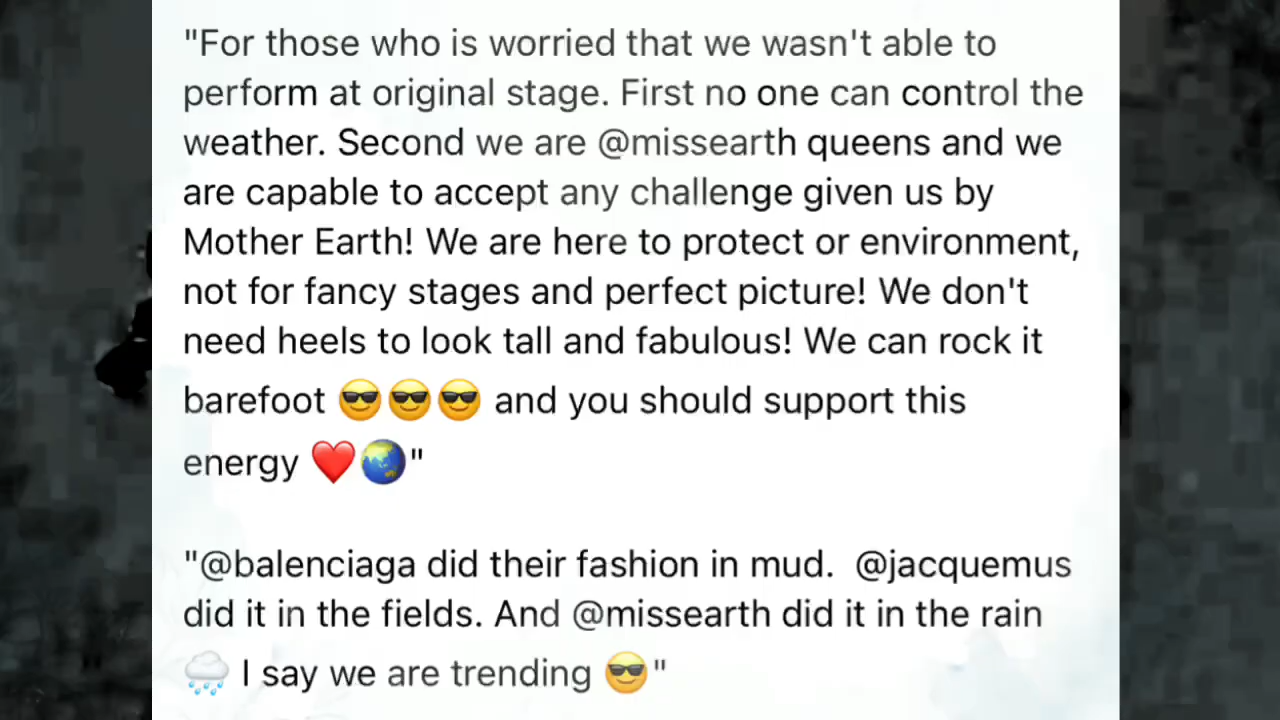 "For those who is worried that we wasn't able to
perform at original stage. First no one can control the
weather. Second we are @missearth queens and we
are capable to accept any challenge given us by
Mother Earth! We are here to protect or environment,
not for fancy stages and perfect picture! We don't
need heels to look tall and fabulous! We can rock it
barefoot 😎😎😎 and you should support this
energy ❤️🌏"
"@balenciaga did their fashion in mud.  @jacquemus
did it in the fields. And @missearth did it in the rain
🌧️ I say we are trending 😎"